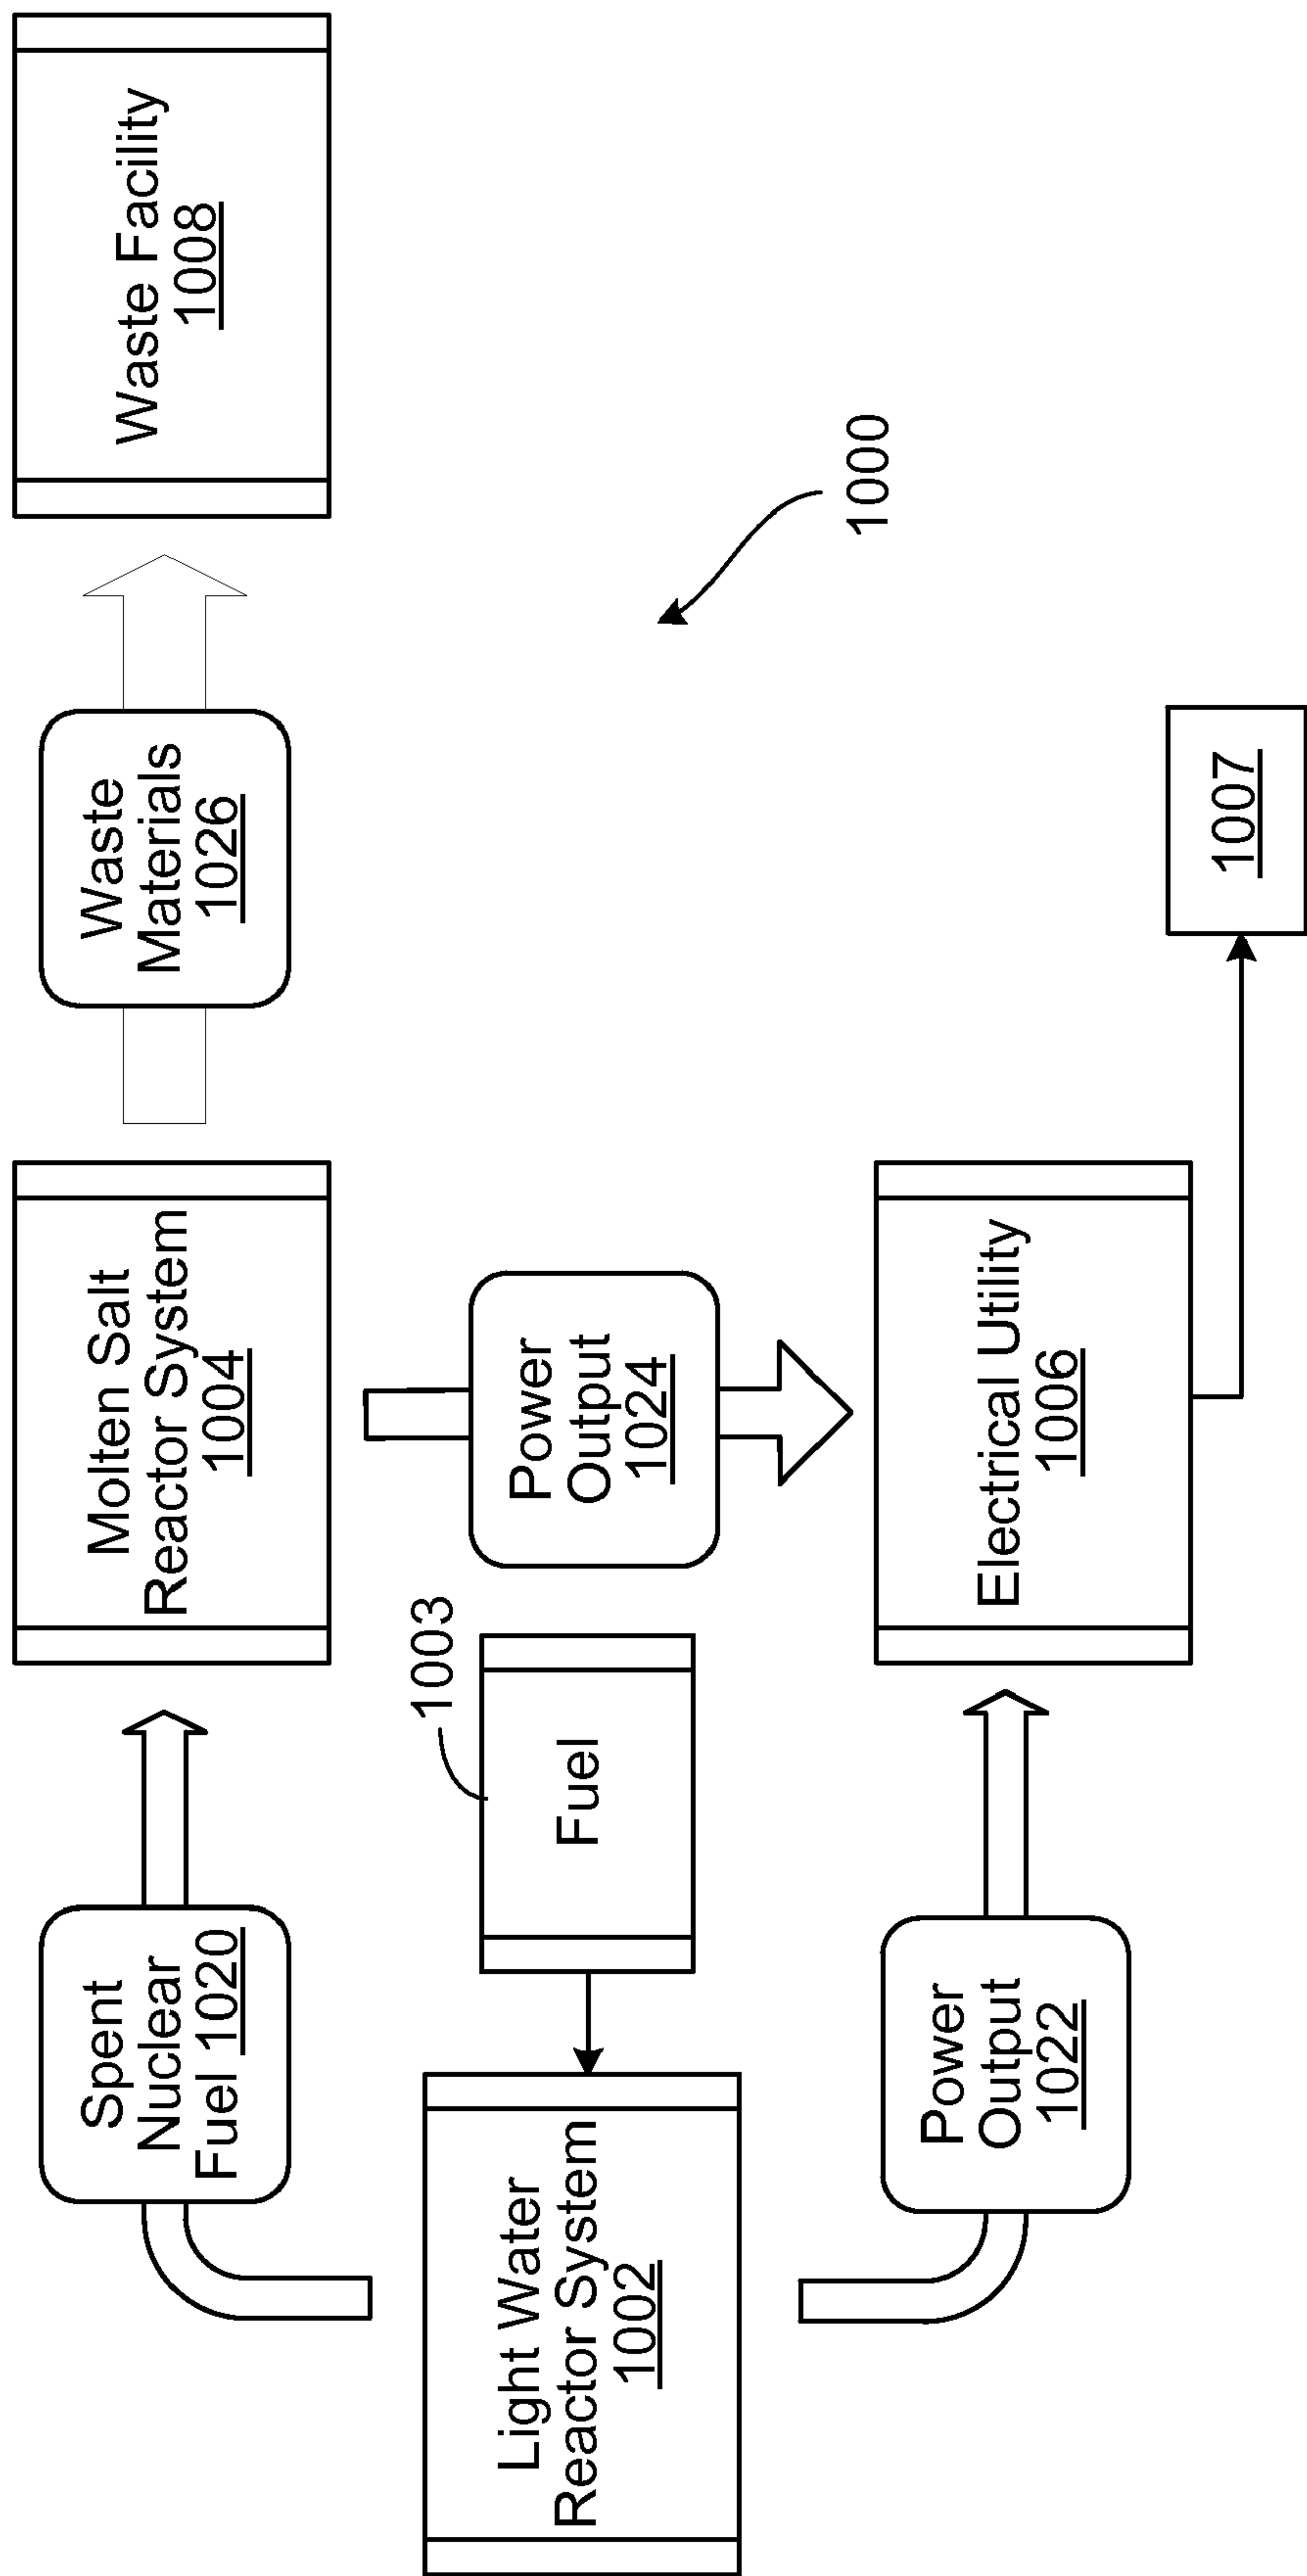 Spent
Nuclear
Fuel 1020
Molten Salt
Reactor System
1004
Waste
Materials
1026
Waste Facility
1008
Light Water
Reactor System
1002
1003
Fuel
Power
Output
1024
1000
Power
Output
1022
Electrical Utility
1006
1007